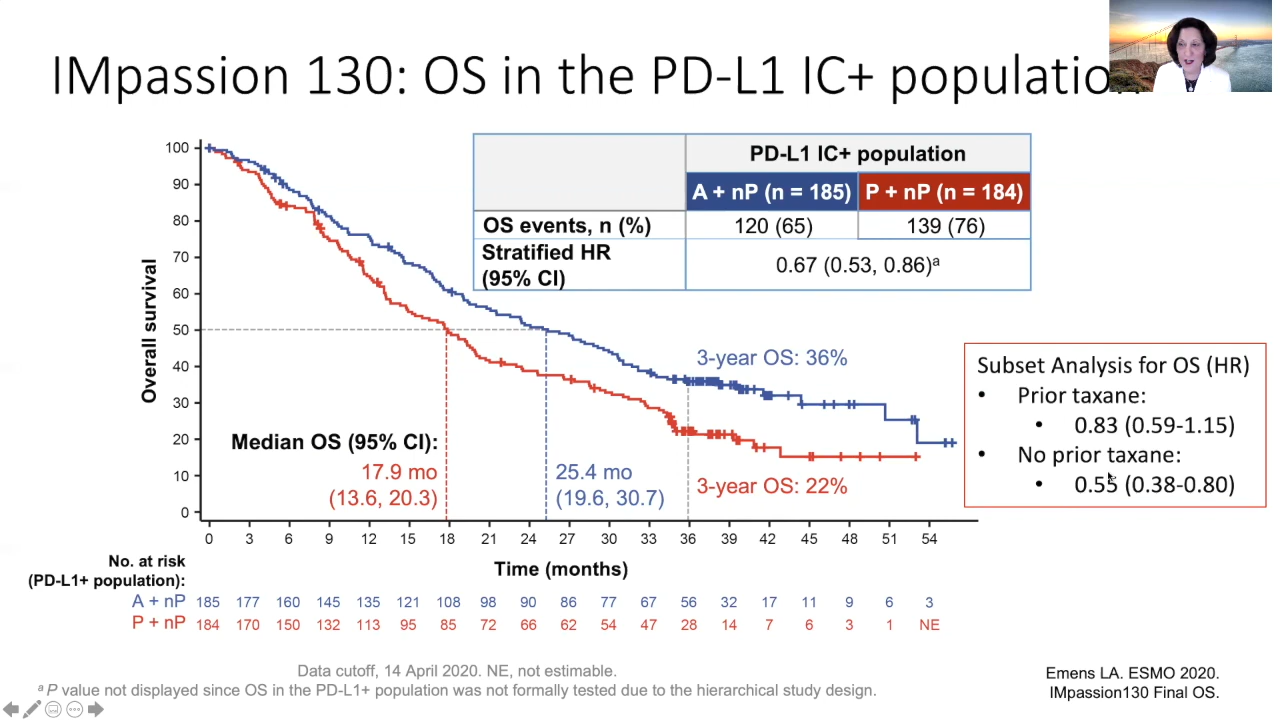 IMpassion 130: OS in the PD-L1 IC+ population
PD-L1 IC+ population
A + nP (n = 185) P + nP (n = 184)
OS events, n (%) 120 (65) 139 (76)
Stratified HR
(95% CI)
0.67 (0.53, 0.86)ᵃ
Overall survival
100
90
80
70
60
50
40
30
20
10
0
3-year OS: 36%
3-year OS: 22%
Median OS (95% CI):
17.9 mo
(13.6, 20.3)
25.4 mo
(19.6, 30.7)
Subset Analysis for OS (HR)
• Prior taxane:
• 0.83 (0.59-1.15)
• No prior taxane:
• 0.55 (0.38-0.80)
0 3 6 9 12 15 18 21 24 27 30 33 36 39 42 45 48 51 54
Time (months)
No. at risk
(PD-L1+ population):
A + nP 185 177 160 145 135 121 108 98 90 86 77 67 56 32 17 11 9 6 3
P + nP 184 170 150 132 113 95 85 72 66 62 54 47 28 14 7 6 3 1 NE
Data cutoff, 14 April 2020. NE, not estimable.
ᵃ P value not displayed since OS in the PD-L1+ population was not formally tested due to the hierarchical study design.
Emens LA. ESMO 2020.
IMpassion130 Final OS.